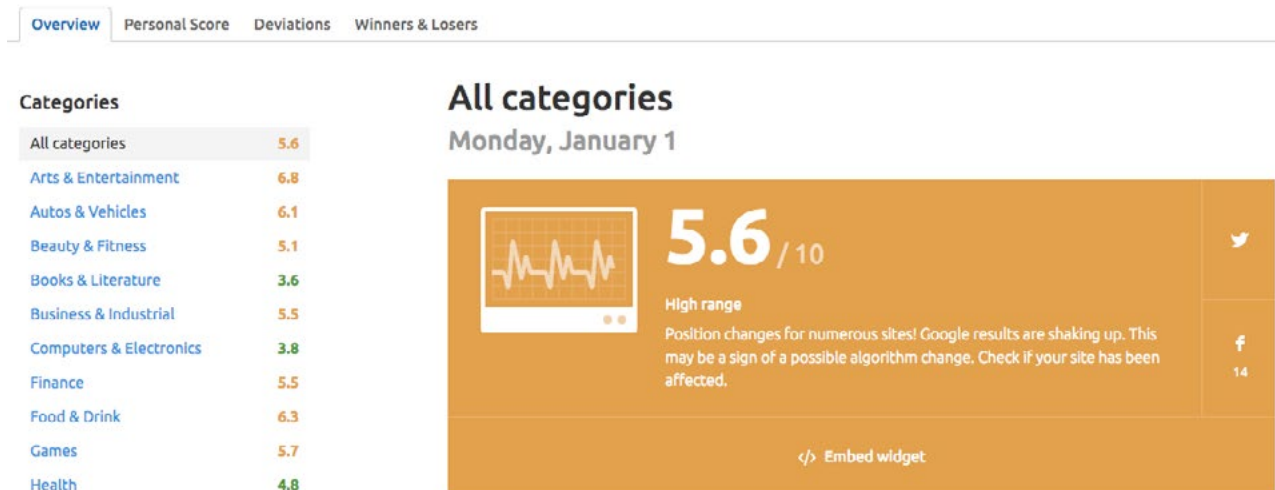 Overview Personal Score Deviations Winners & Losers
Categories
All categories 5.6
Arts & Entertainment 6.8
Autos & Vehicles 6.1
Beauty & Fitness 5.1
Books & Literature 3.6
Business & Industrial 5.5
Computers & Electronics 3.8
Finance 5.5
Food & Drink 6.3
Games 5.7
Health 4.8
All categories
Monday, January 1
5.6 / 10
High range
Position changes for numerous sites! Google results are shaking up. This
may be a sign of a possible algorithm change. Check if your site has been
affected.
14
</> Embed widget